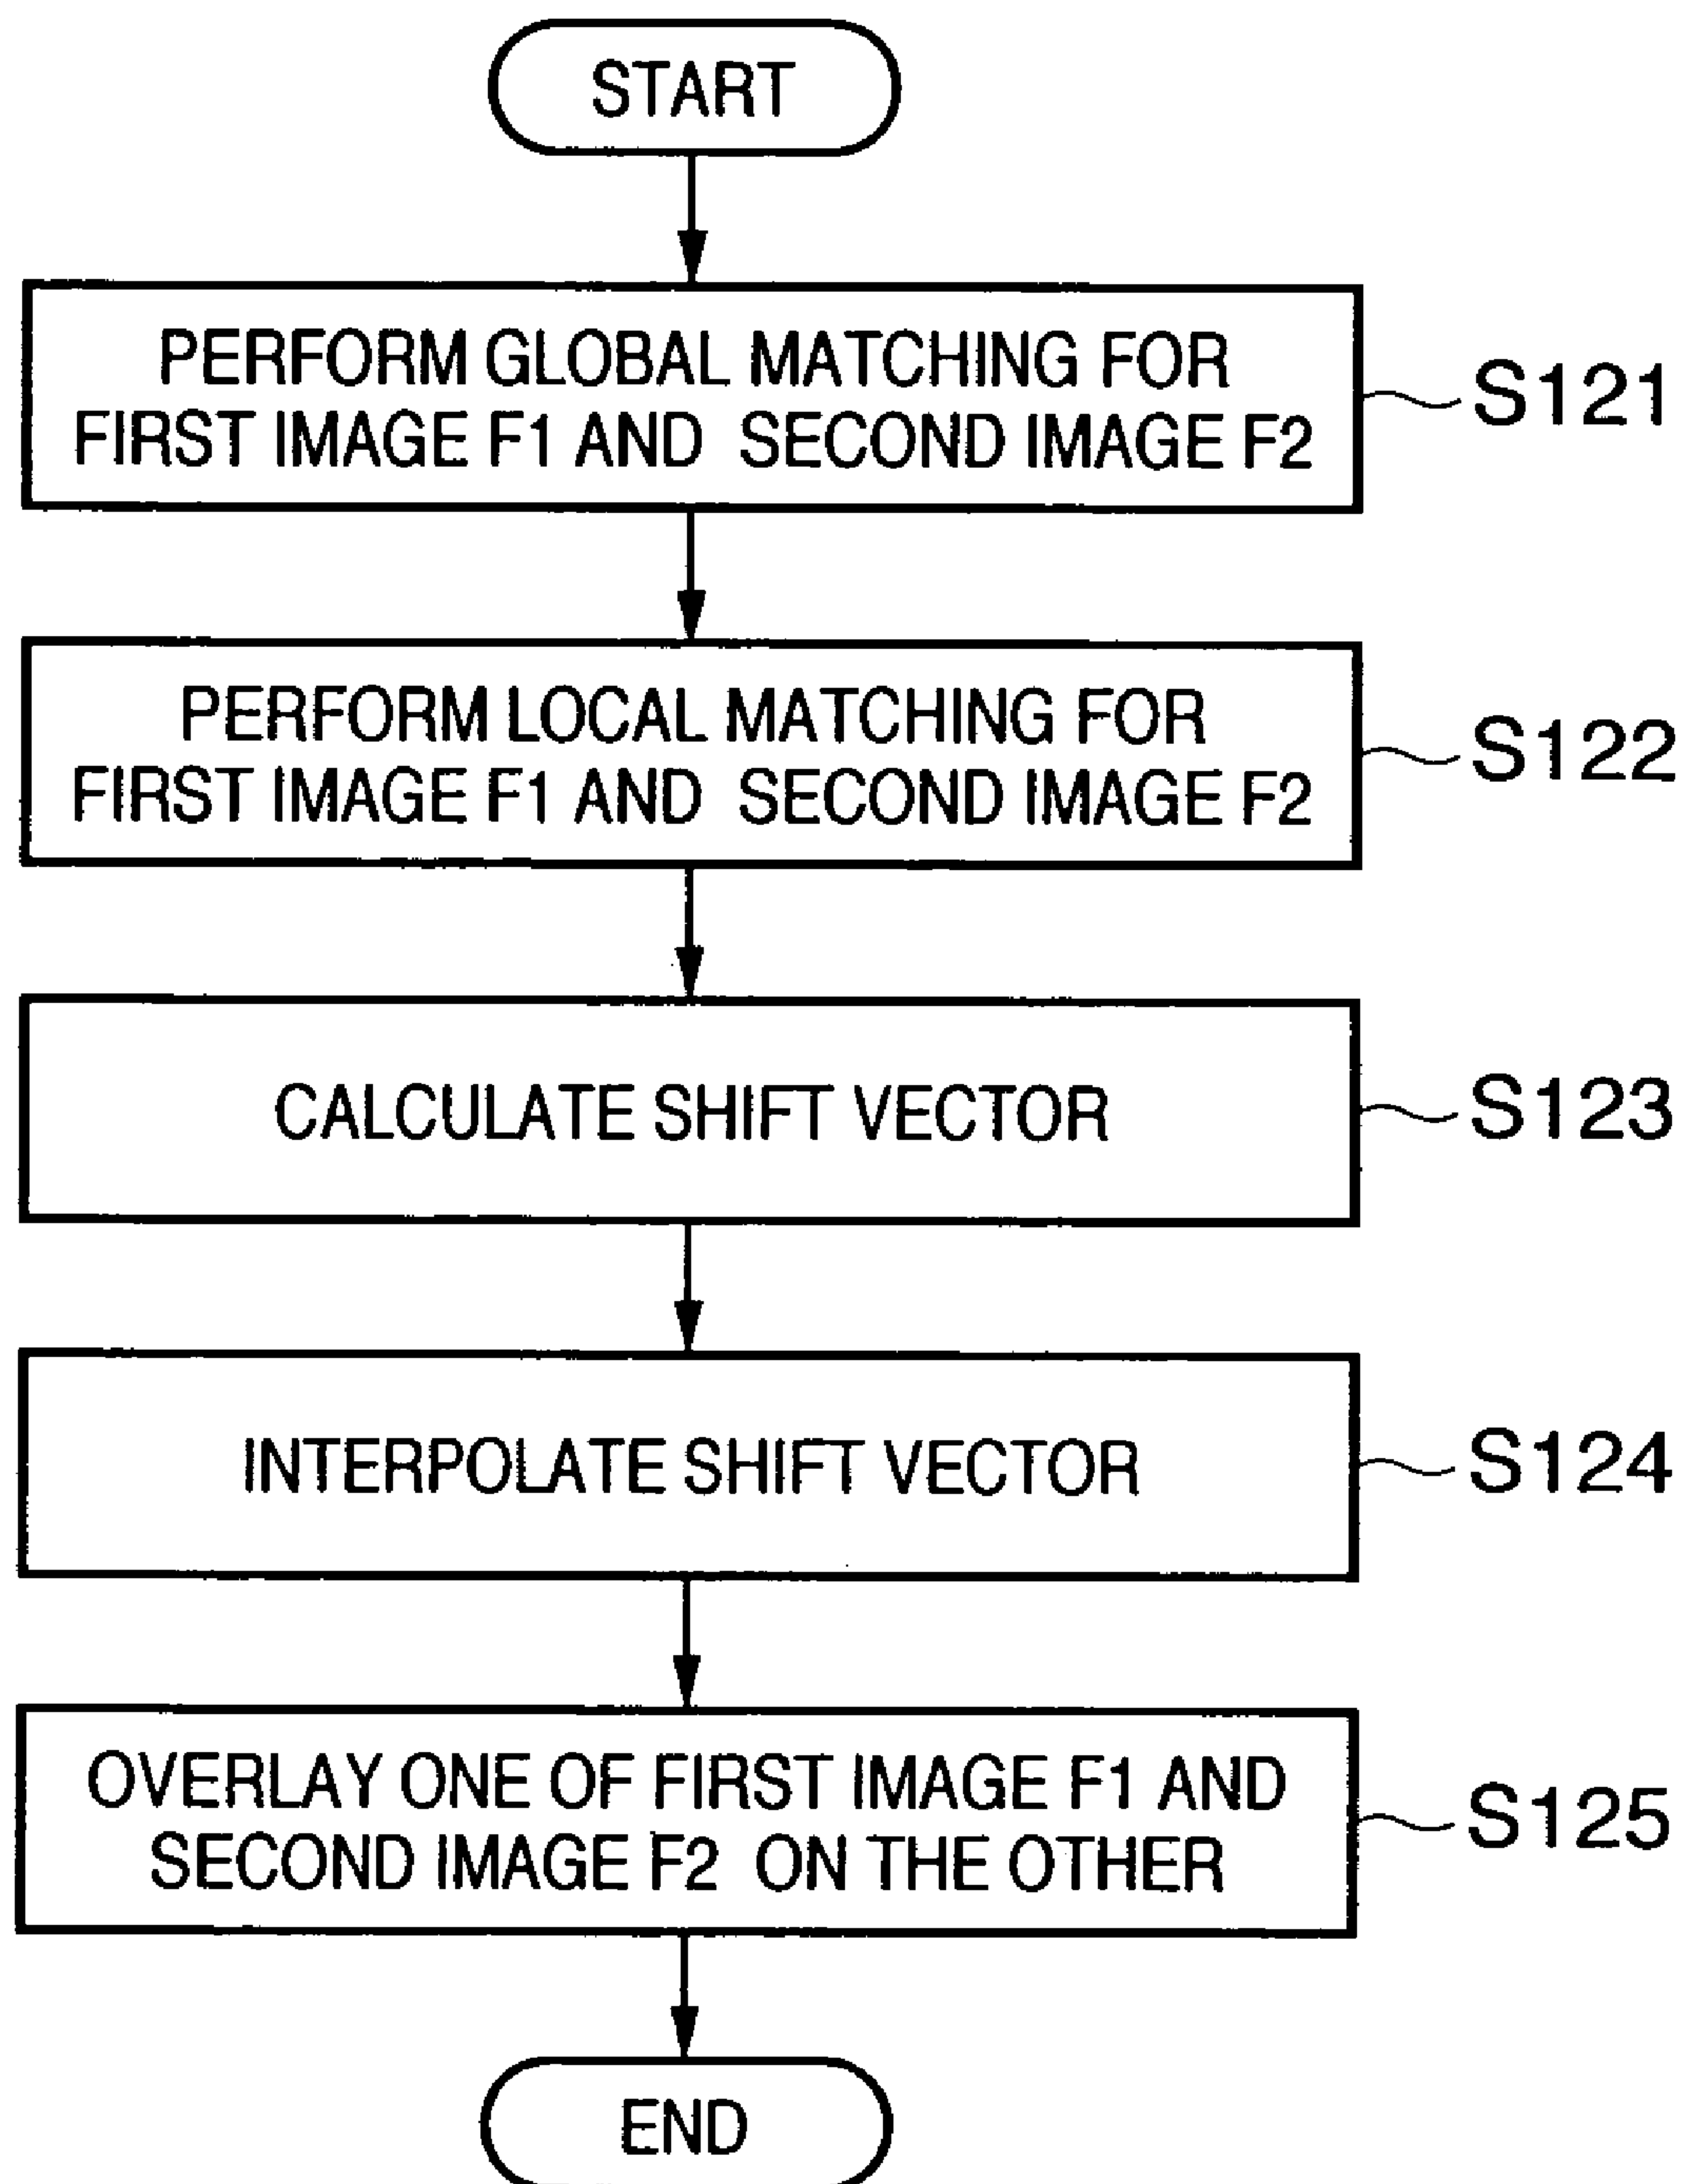 START
PERFORM GLOBAL MATCHING FOR
FIRST IMAGE F1 AND SECOND IMAGE F2
S121
PERFORM LOCAL MATCHING FOR
FIRST IMAGE F1 AND SECOND IMAGE F2
S122
CALCULATE SHIFT VECTOR
S123
INTERPOLATE SHIFT VECTOR
S124
OVERLAY ONE OF FIRST IMAGE F1 AND
SECOND IMAGE F2 ON THE OTHER
S125
END